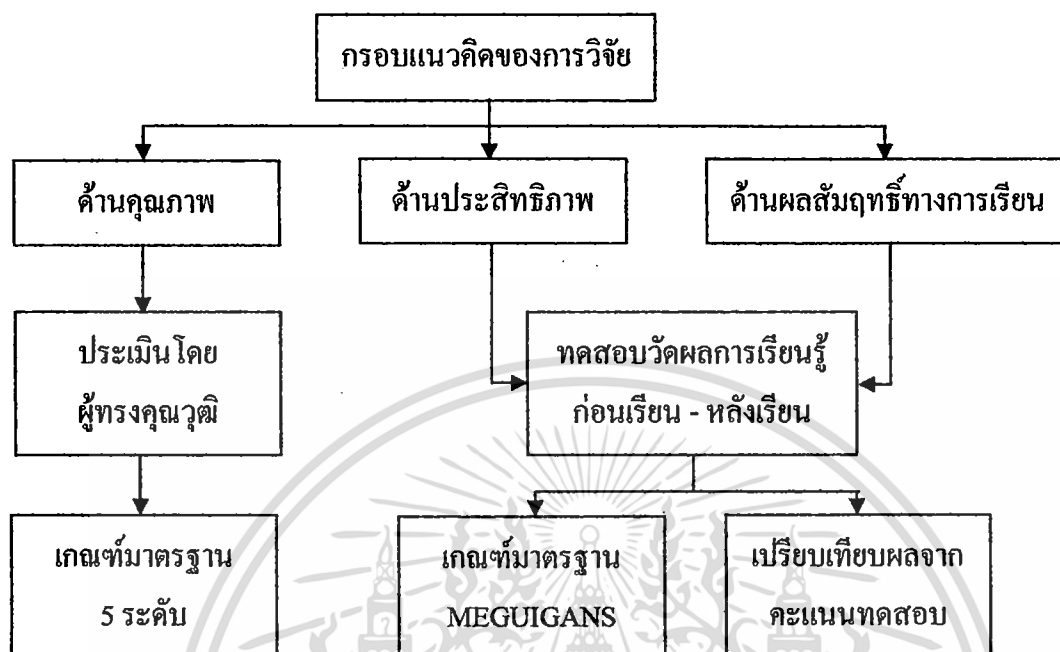 กรอบแนวคิดของการวิจัย
ด้านคุณภาพ
ด้านประสิทธิภาพ
ด้านผลสัมฤทธิ์ทางการเรียน
ประเมินโดย
ผู้ทรงคุณวุฒิ
ทดสอบวัดผลการเรียนรู้
ก่อนเรียน - หลังเรียน
เกณฑ์มาตรฐาน
5 ระดับ
เกณฑ์มาตรฐาน
MEGUIGANS
เปรียบเทียบผลจาก
คะแนนทดสอบ